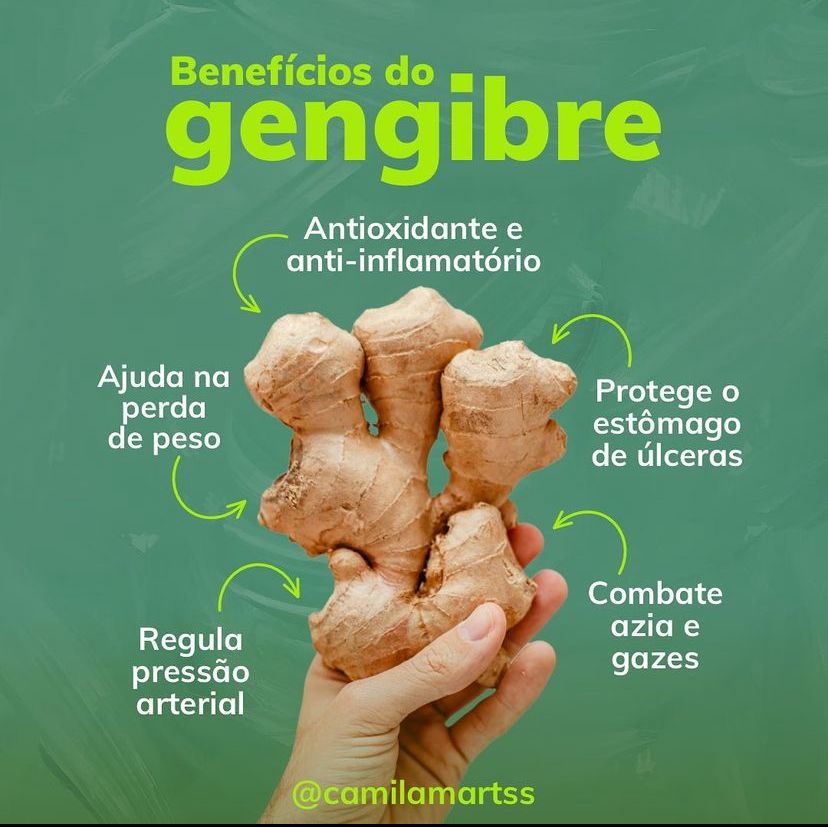 Benefícios do
gengibre
Antioxidante e
anti-inflamatório
Ajuda na
perda
de peso
Protege o
estômago
de úlceras
Regula
pressão
arterial
Combate
azia e
gazes
@camilamartss